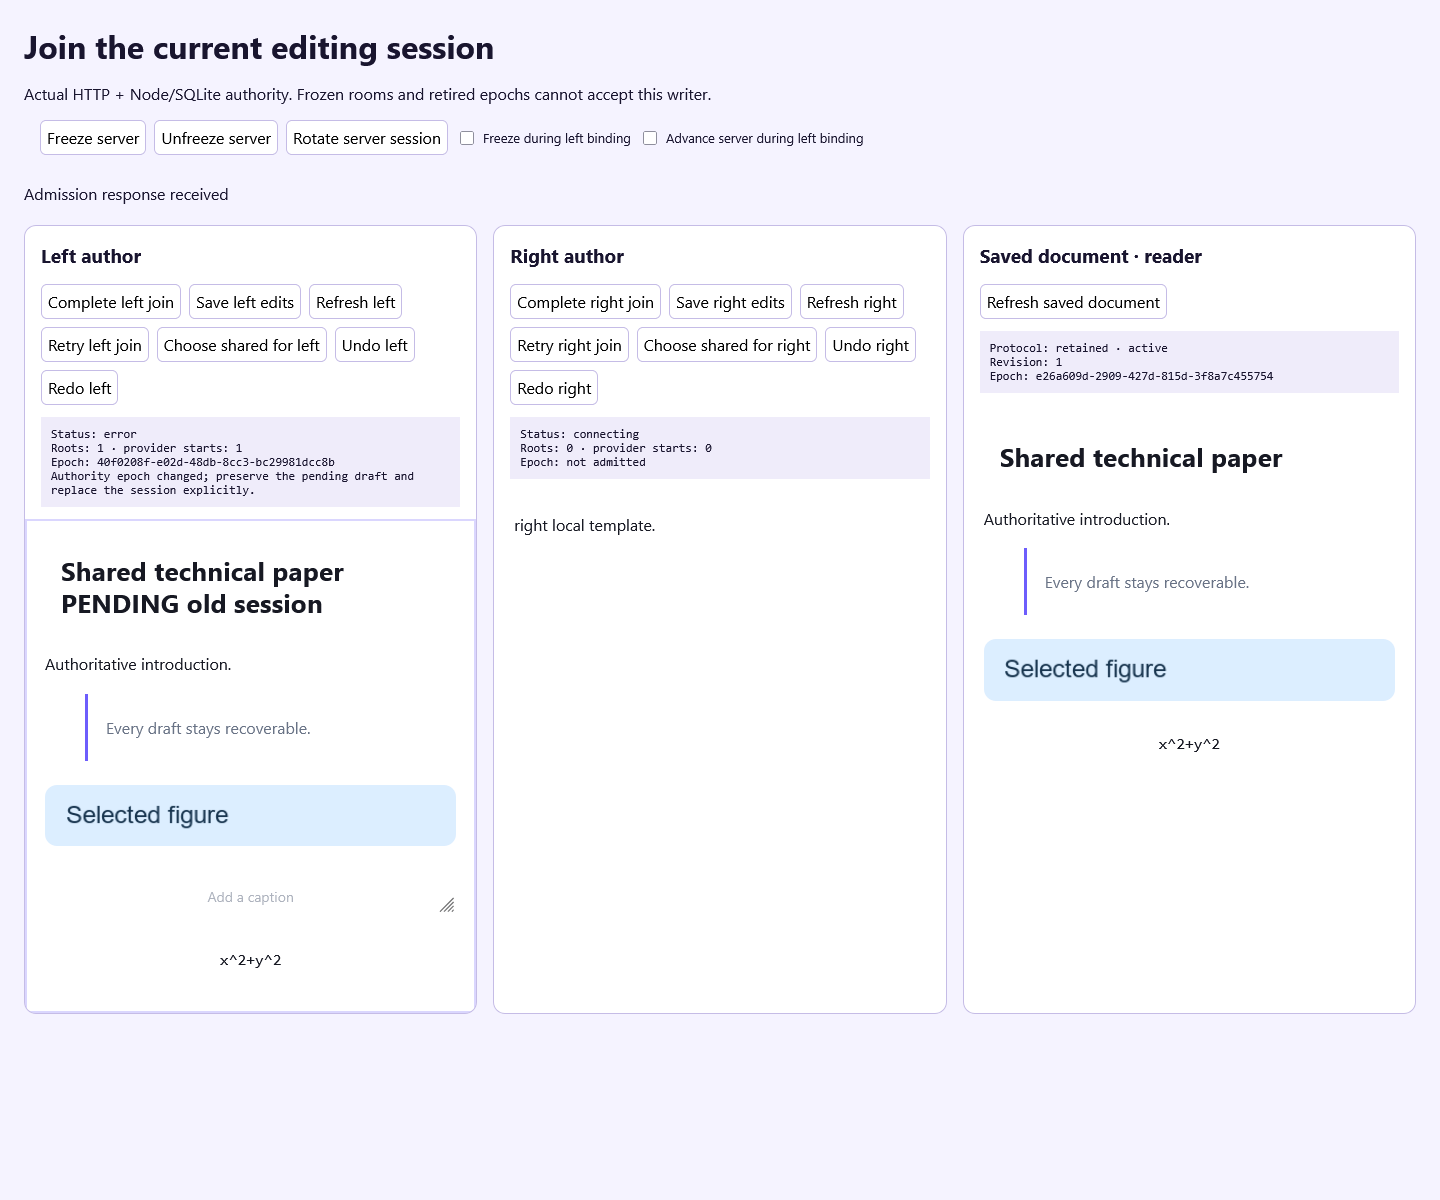 Join the current editing session
Actual HTTP + Node/SQLite authority. Frozen rooms and retired epochs cannot accept this writer.
Freeze server Unfreeze server Rotate server session Freeze during left binding Advance server during left binding
Admission response received
Left author
Complete left join Save left edits Refresh left
Retry left join Choose shared for left Undo left
Redo left
Status: error
Roots: 1 · provider starts: 1
Epoch: 40f0208f-e02d-48db-8cc3-bc29981dcc8b
Authority epoch changed; preserve the pending draft and
replace the session explicitly.
Shared technical paper
PENDING old session
Authoritative introduction.
Every draft stays recoverable.
Selected figure
Add a caption
x^2+y^2
Right author
Complete right join Save right edits Refresh right
Retry right join Choose shared for right Undo right
Redo right
Status: connecting
Roots: 0 · provider starts: 0
Epoch: not admitted
right local template.
Saved document · reader
Refresh saved document
Protocol: retained · active
Revision: 1
Epoch: e26a609d-2909-427d-815d-3f8a7c455754
Shared technical paper
Authoritative introduction.
Every draft stays recoverable.
Selected figure
x^2+y^2